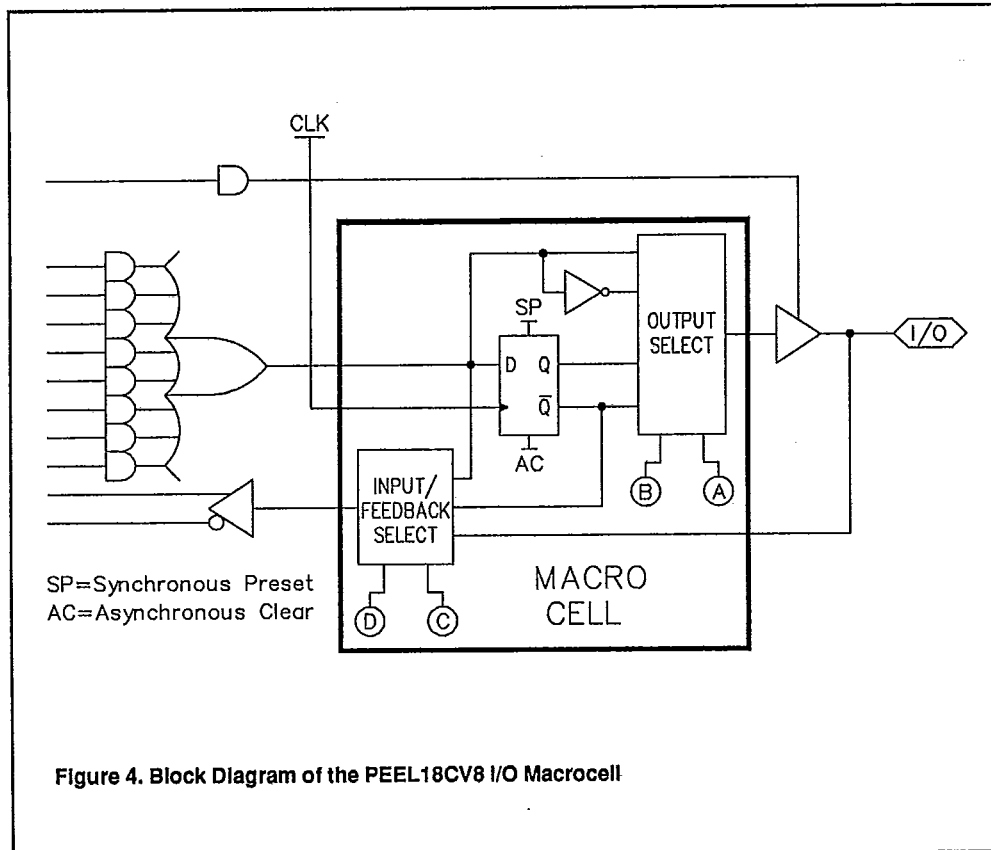 CLK
SP
D Q
Q̅
AC
OUTPUT
SELECT
I/O
B A
INPUT/
FEEDBACK
SELECT
D C
MACRO
CELL
SP=Synchronous Preset
AC=Asynchronous Clear
Figure 4. Block Diagram of the PEEL18CV8 I/O Macrocell